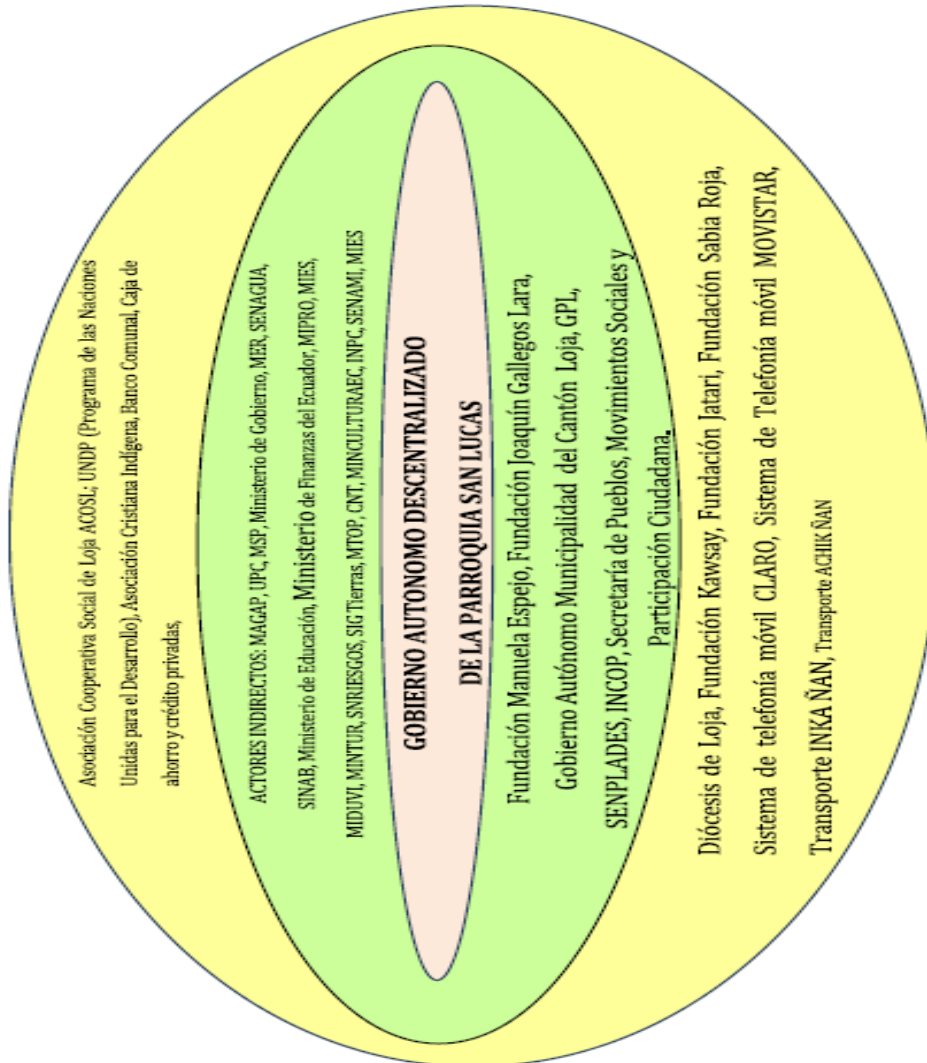 Asociación Cooperativa Social de Loja ACOSL; UNDP (Programa de las Naciones
Unidas para el Desarrollo), Asociación Cristiana Indígena, Banco Comunal, Caja de
ahorro y crédito privadas,
ACTORES INDIRECTOS: MAGAP, UPC, MSP, Ministerio de Gobierno, MER, SENAGUA,
SINAB, Ministerio de Educación, Ministerio de Finanzas del Ecuador, MIPRO, MIES,
MIDUVI, MINTUR, SNRIESGOS, SIG Tierras, MTOP, CNT, MINCULTURAEC, INPC, SENAMI, MIES
GOBIERNO AUTONOMO DESCENTRALIZADO
DE LA PARROQUIA SAN LUCAS
Fundación Manuela Espejo, Fundación Joaquín Gallegos Lara,
Gobierno Autónomo Municipalidad del Cantón Loja, GPL,
SENPLADES, INCOP, Secretaría de Pueblos, Movimientos Sociales y
Participación Ciudadana.
Diócesis de Loja, Fundación Kawsay, Fundación Jatari, Fundación Sabia Roja,
Sistema de telefonía móvil CLARO, Sistema de Telefonía móvil MOVISTAR,
Transporte INKA ÑAN, Transporte ACHIK ÑAN